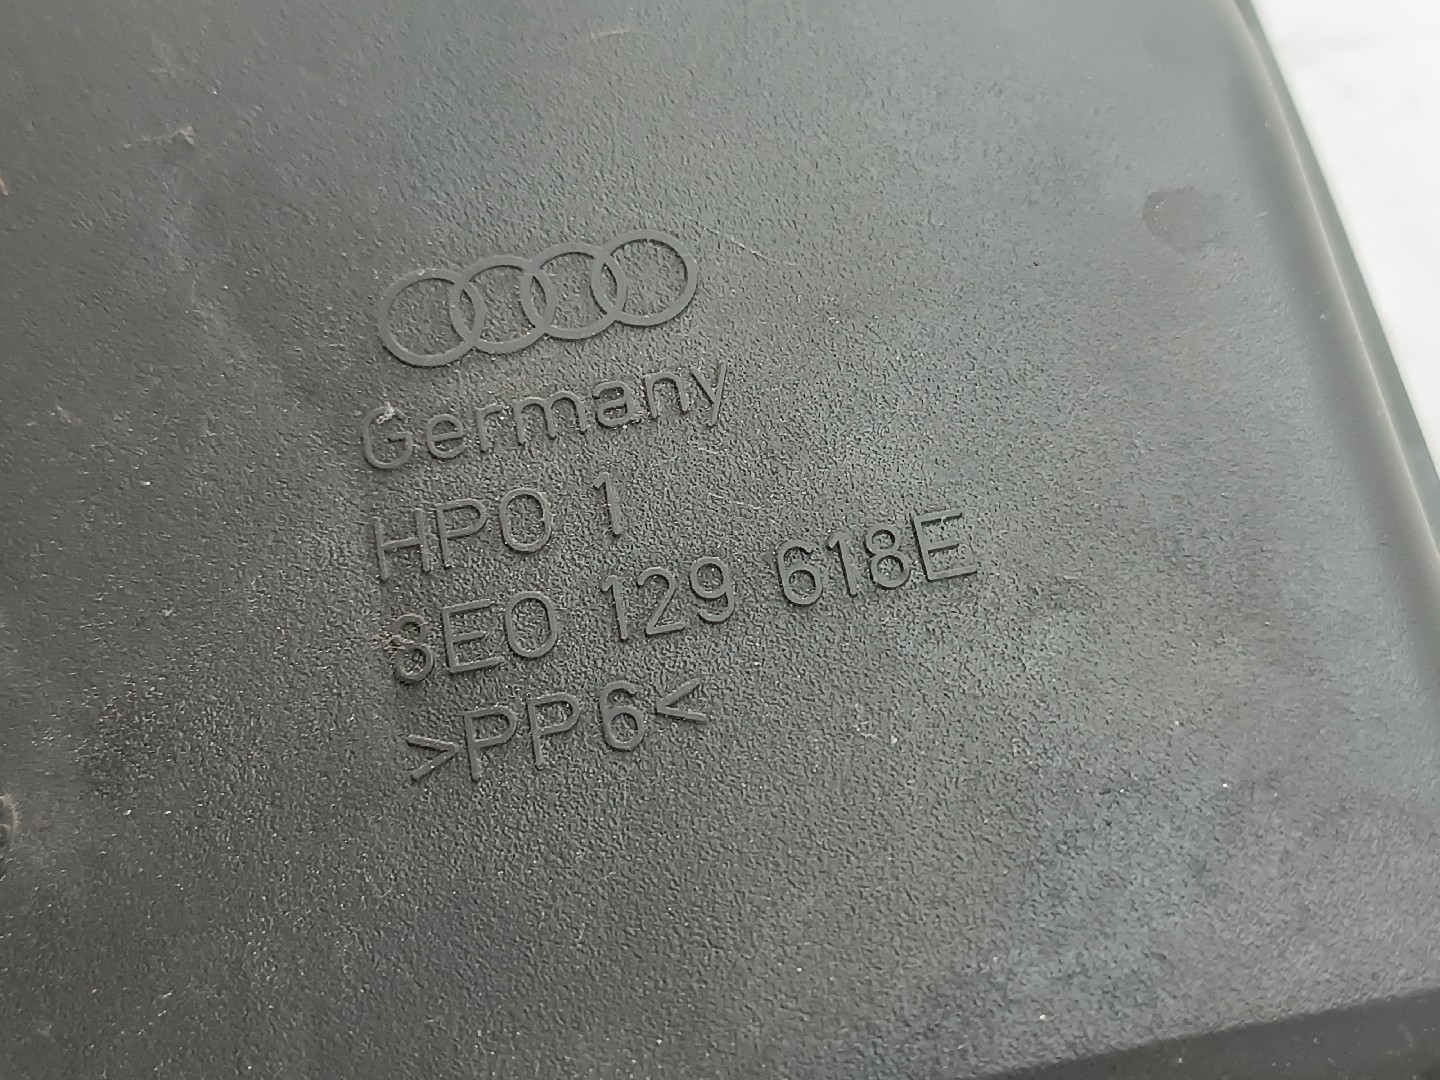 Germany
HPO 1
8E0 129 618E
>PP6<